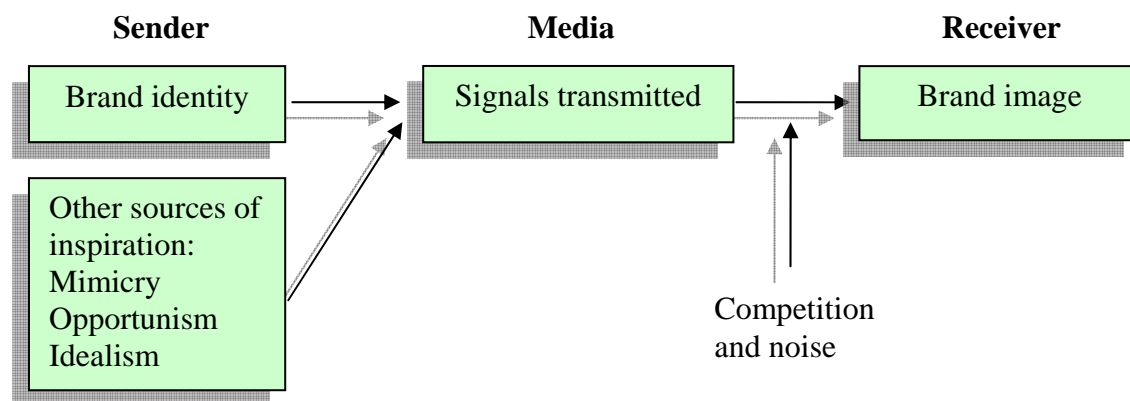 Sender
Media
Receiver
Brand identity
Signals transmitted
Brand image
Other sources of
inspiration:
Mimicry
Opportunism
Idealism
Competition
and noise